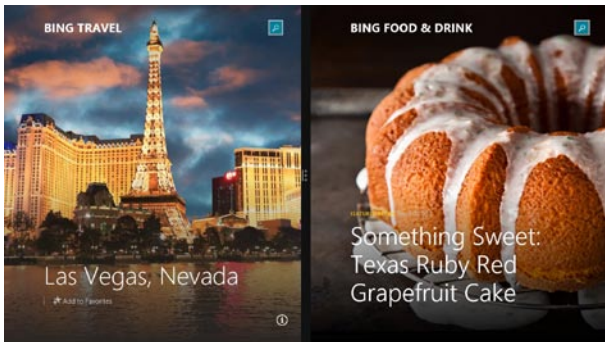 BING TRAVEL
Las Vegas, Nevada
Add to Favorites
BING FOOD & DRINK
Something Sweet:
Texas Ruby Red
Grapefruit Cake